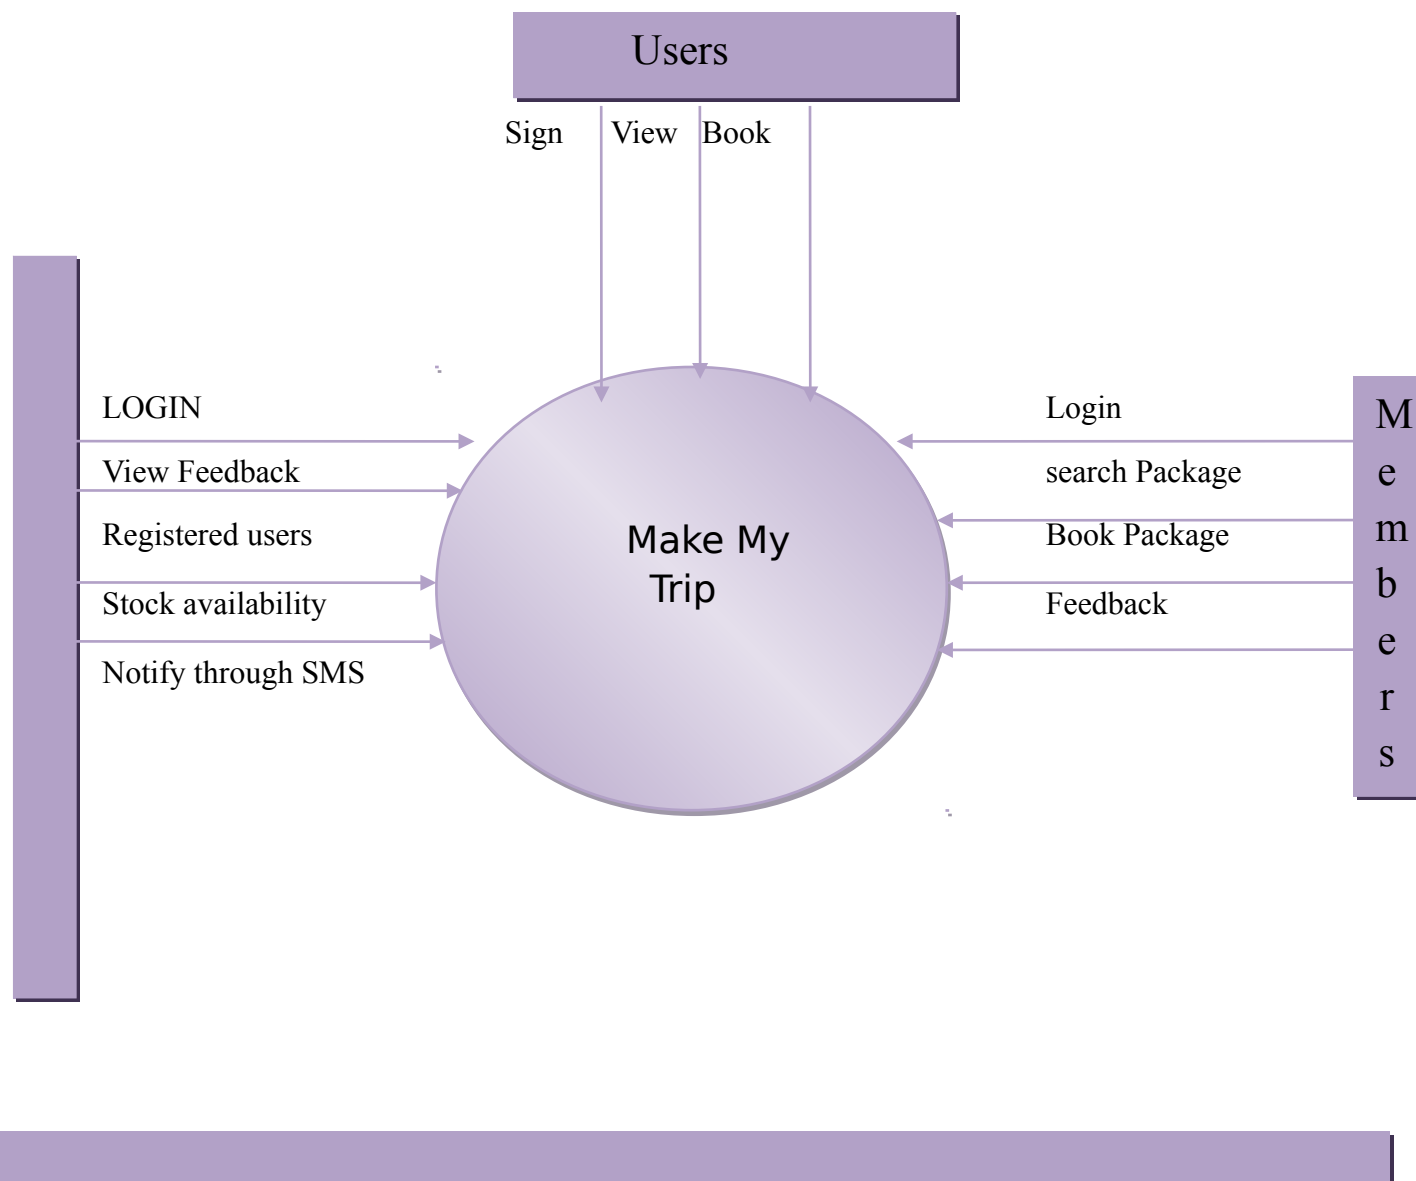 Users
Sign View Book
LOGIN
View Feedback
Registered users
Stock availability
Notify through SMS
Make My
Trip
Login
search Package
Book Package
Feedback
M
e
m
b
e
r
s